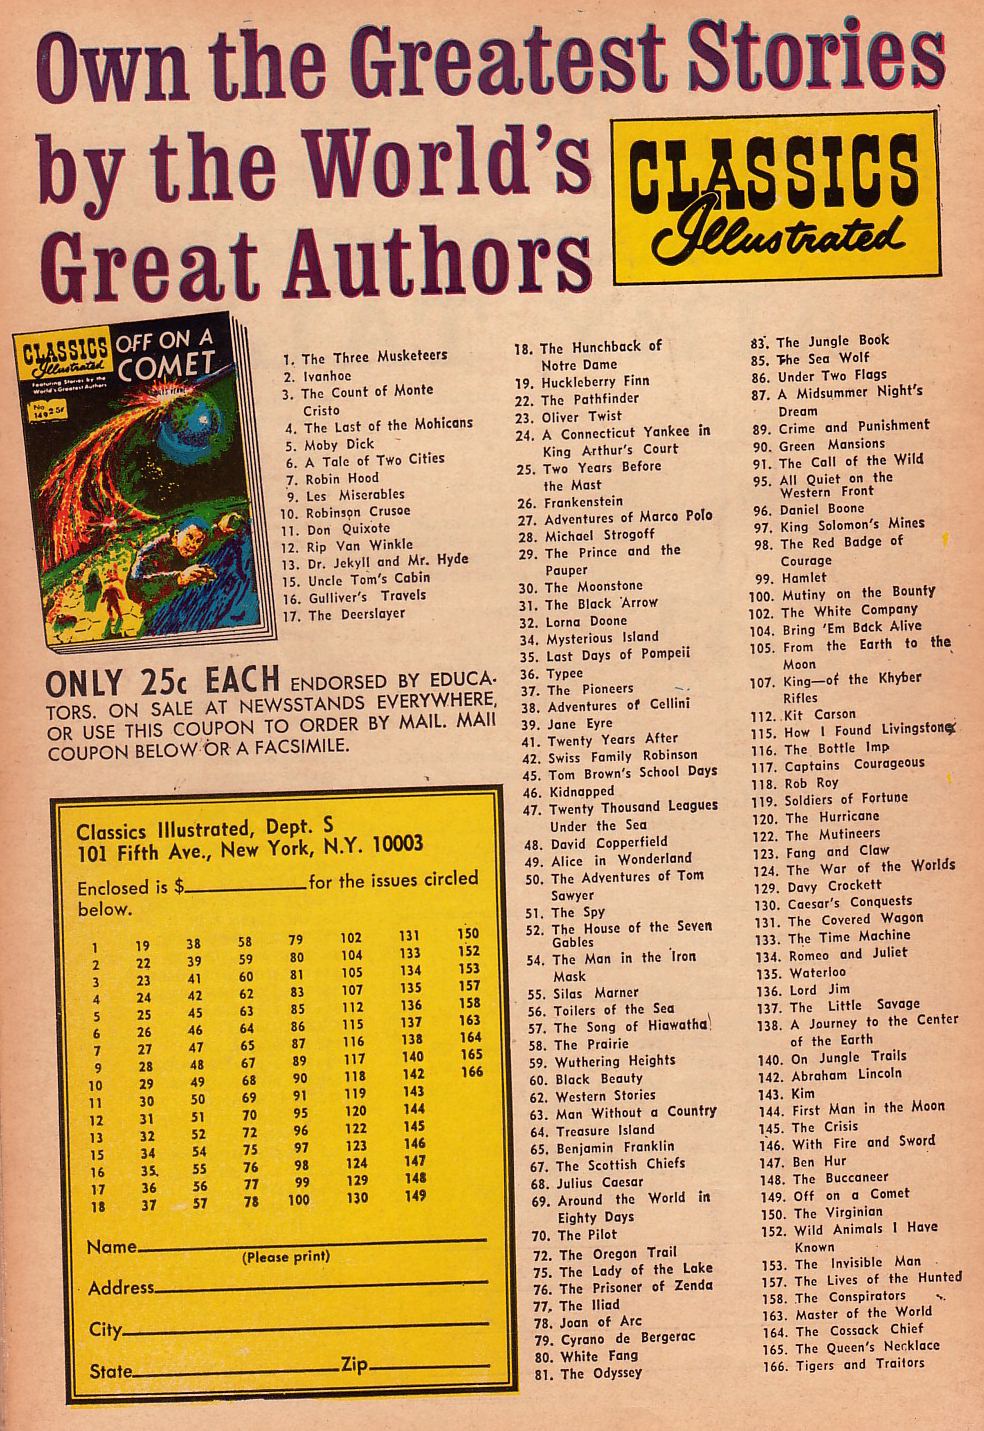 Own the Greatest Stories
by the World's
Great Authors
CLASSICS
Illustrated
CLASSICS
Illustrated
Featuring Stories by the
World's Greatest Authors
No.
149
25¢
OFF ON A
COMET
1. The Three Musketeers
2. Ivanhoe
3. The Count of Monte
Cristo
4. The Last of the Mohicans
5. Moby Dick
6. A Tale of Two Cities
7. Robin Hood
9. Les Miserables
10. Robinson Crusoe
11. Don Quixote
12. Rip Van Winkle
13. Dr. Jekyll and Mr. Hyde
15. Uncle Tom's Cabin
16. Gulliver's Travels
17. The Deerslayer
ONLY 25c EACH ENDORSED BY EDUCA-
TORS. ON SALE AT NEWSSTANDS EVERYWHERE,
OR USE THIS COUPON TO ORDER BY MAIL. MAIL
COUPON BELOW OR A FACSIMILE.
Classics Illustrated, Dept. S
101 Fifth Ave., New York, N.Y. 10003
Enclosed is $ for the issues circled
below.
1 19 38 58 79 102 131 150
2 22 39 59 80 104 133 152
3 23 41 60 81 105 134 153
4 24 42 62 83 107 135 157
5 25 45 63 85 112 136 158
6 26 46 64 86 115 137 163
7 27 47 65 87 116 138 164
9 28 48 67 89 117 140 165
10 29 49 68 90 118 142 166
11 30 50 69 91 119 143
12 31 51 70 95 120 144
13 32 52 72 96 122 145
15 34 54 75 97 123 146
16 35 55 76 98 124 147
17 36 56 77 99 129 148
18 37 57 78 100 130 149
Name
(Please print)
Address
City
State Zip
18. The Hunchback of
Notre Dame
19. Huckleberry Finn
22. The Pathfinder
23. Oliver Twist
24. A Connecticut Yankee in
King Arthur's Court
25. Two Years Before
the Mast
26. Frankenstein
27. Adventures of Marco Polo
28. Michael Strogoff
29. The Prince and the
Pauper
30. The Moonstone
31. The Black Arrow
32. Lorna Doone
34. Mysterious Island
35. Last Days of Pompeii
36. Typee
37. The Pioneers
38. Adventures of Cellini
39. Jane Eyre
41. Twenty Years After
42. Swiss Family Robinson
45. Tom Brown's School Days
46. Kidnapped
47. Twenty Thousand Leagues
Under the Sea
48. David Copperfield
49. Alice in Wonderland
50. The Adventures of Tom
Sawyer
51. The Spy
52. The House of the Seven
Gables
54. The Man in the Iron
Mask
55. Silas Marner
56. Toilers of the Sea
57. The Song of Hiawatha
58. The Prairie
59. Wuthering Heights
60. Black Beauty
62. Western Stories
63. Man Without a Country
64. Treasure Island
65. Benjamin Franklin
67. The Scottish Chiefs
68. Julius Caesar
69. Around the World in
Eighty Days
70. The Pilot
72. The Oregon Trail
75. The Lady of the Lake
76. The Prisoner of Zenda
77. The Iliad
78. Joan of Arc
79. Cyrano de Bergerac
80. White Fang
81. The Odyssey
83. The Jungle Book
85. The Sea Wolf
86. Under Two Flags
87. A Midsummer Night's
Dream
89. Crime and Punishment
90. Green Mansions
91. The Call of the Wild
95. All Quiet on the
Western Front
96. Daniel Boone
97. King Solomon's Mines
98. The Red Badge of
Courage
99. Hamlet
100. Mutiny on the Bounty
102. The White Company
104. Bring 'Em Back Alive
105. From the Earth to the
Moon
107. King—of the Khyber
Rifles
112. Kit Carson
115. How I Found Livingstone
116. The Bottle Imp
117. Captains Courageous
118. Rob Roy
119. Soldiers of Fortune
120. The Hurricane
122. The Mutineers
123. Fang and Claw
124. The War of the Worlds
129. Davy Crockett
130. Caesar's Conquests
131. The Covered Wagon
133. The Time Machine
134. Romeo and Juliet
135. Waterloo
136. Lord Jim
137. The Little Savage
138. A Journey to the Center
of the Earth
140. On Jungle Trails
142. Abraham Lincoln
143. Kim
144. First Man in the Moon
145. The Crisis
146. With Fire and Sword
147. Ben Hur
148. The Buccaneer
149. Off on a Comet
150. The Virginian
152. Wild Animals I Have
Known
153. The Invisible Man
157. The Lives of the Hunted
158. The Conspirators
163. Master of the World
164. The Cossack Chief
165. The Queen's Necklace
166. Tigers and Traitors